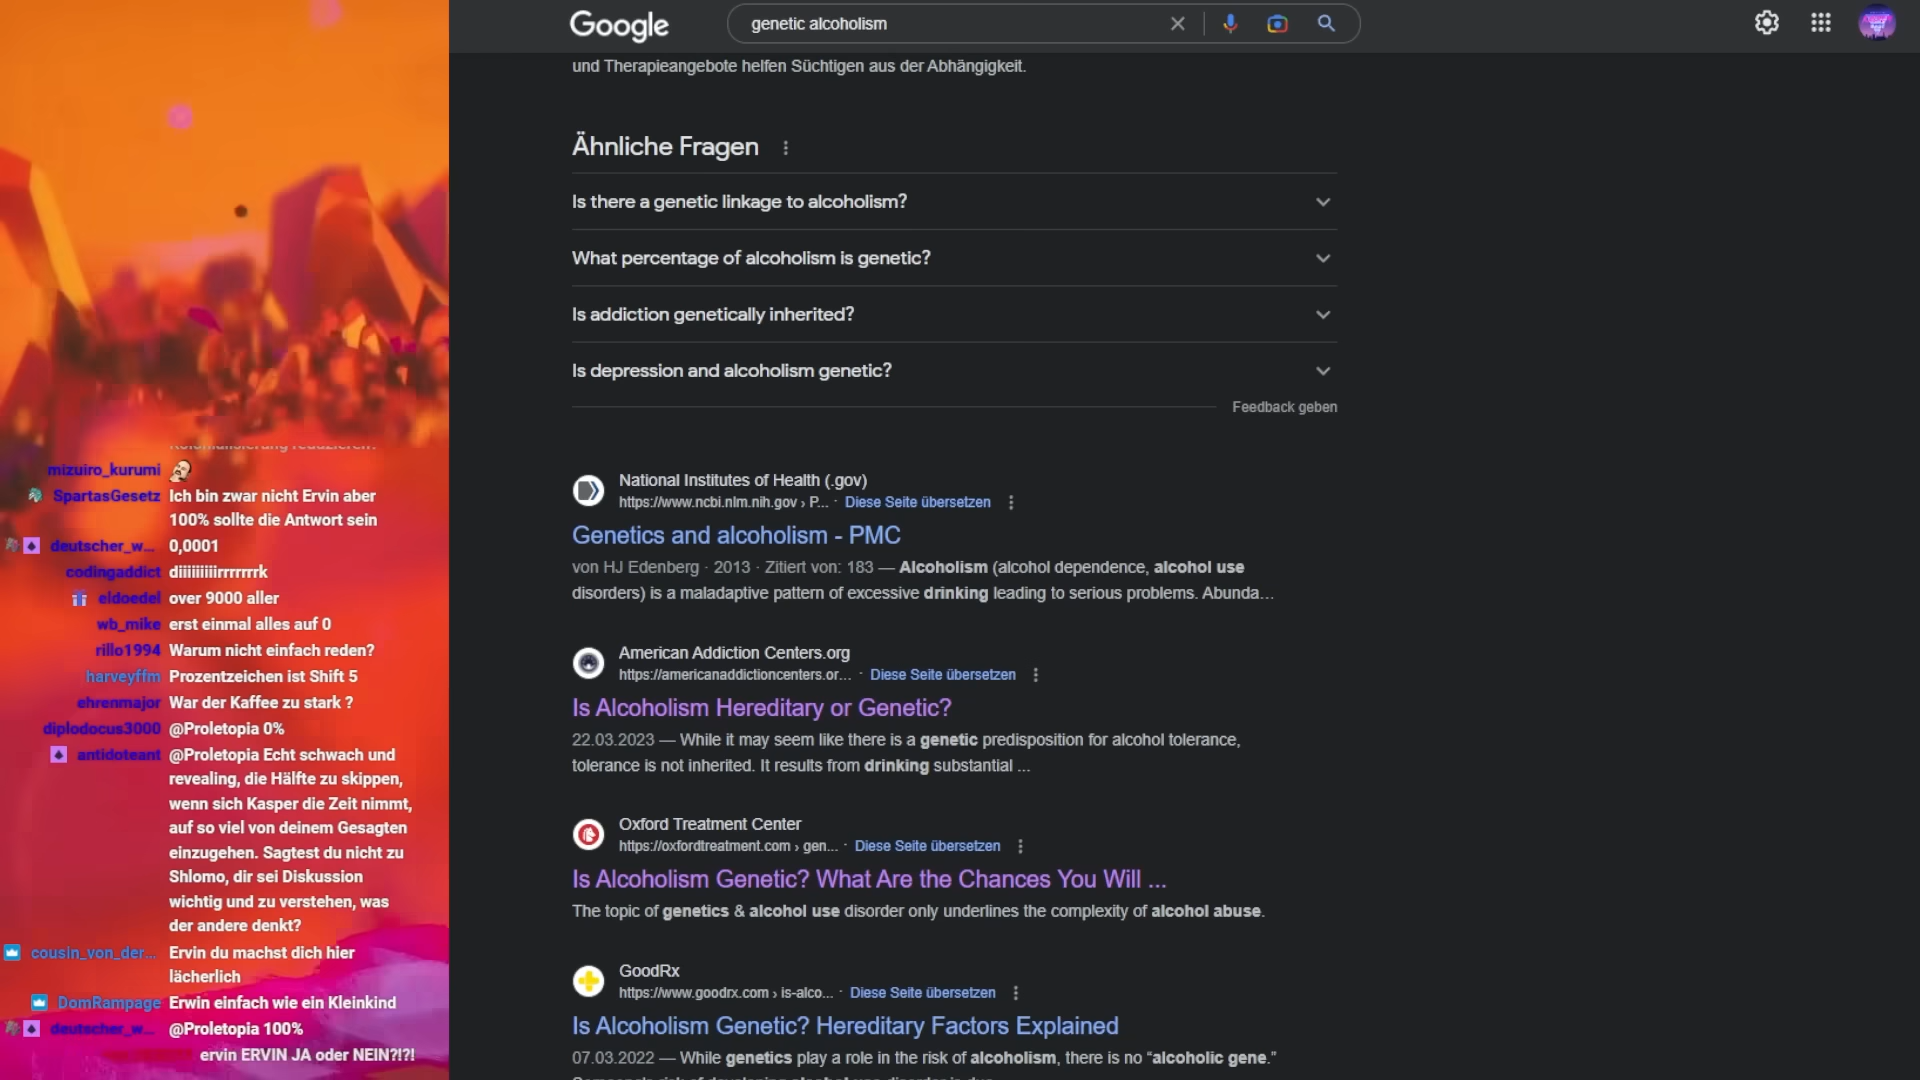 Google
genetic alcoholism
und Therapieangebote helfen Süchtigen aus der Abhängigkeit.
Ähnliche Fragen
Is there a genetic linkage to alcoholism?
What percentage of alcoholism is genetic?
Is addiction genetically inherited?
Is depression and alcoholism genetic?
Feedback geben
National Institutes of Health (.gov)
https://www.ncbi.nlm.nih.gov › P... · Diese Seite übersetzen
Genetics and alcoholism - PMC
von HJ Edenberg · 2013 · Zitiert von: 183 — Alcoholism (alcohol dependence, alcohol use
disorders) is a maladaptive pattern of excessive drinking leading to serious problems. Abunda...
American Addiction Centers.org
https://americanaddictioncenters.or... · Diese Seite übersetzen
Is Alcoholism Hereditary or Genetic?
22.03.2023 — While it may seem like there is a genetic predisposition for alcohol tolerance,
tolerance is not inherited. It results from drinking substantial ...
Oxford Treatment Center
https://oxfordtreatment.com › gen... · Diese Seite übersetzen
Is Alcoholism Genetic? What Are the Chances You Will ...
The topic of genetics & alcohol use disorder only underlines the complexity of alcohol abuse.
GoodRx
https://www.goodrx.com › is-alco... · Diese Seite übersetzen
Is Alcoholism Genetic? Hereditary Factors Explained
07.03.2022 — While genetics play a role in the risk of alcoholism, there is no “alcoholic gene.”
mizuiro_kurumi
SpartasGesetz Ich bin zwar nicht Ervin aber
100% sollte die Antwort sein
deutscher_w... 0,0001
codingaddict diiiiiiiiirrrrrrrk
eldoedel over 9000 aller
wb_mike erst einmal alles auf 0
rillo1994 Warum nicht einfach reden?
harveyffm Prozentzeichen ist Shift 5
ehrenmajor War der Kaffee zu stark ?
diplodocus3000 @Proletopia 0%
antidoteant @Proletopia Echt schwach und
revealing, die Hälfte zu skippen,
wenn sich Kasper die Zeit nimmt,
auf so viel von deinem Gesagten
einzugehen. Sagtest du nicht zu
Shlomo, dir sei Diskussion
wichtig und zu verstehen, was
der andere denkt?
cousin_von_der... Ervin du machst dich hier
lächerlich
DomRampage Erwin einfach wie ein Kleinkind
deutscher_w... @Proletopia 100%
ervin ERVIN JA oder NEIN?!?!